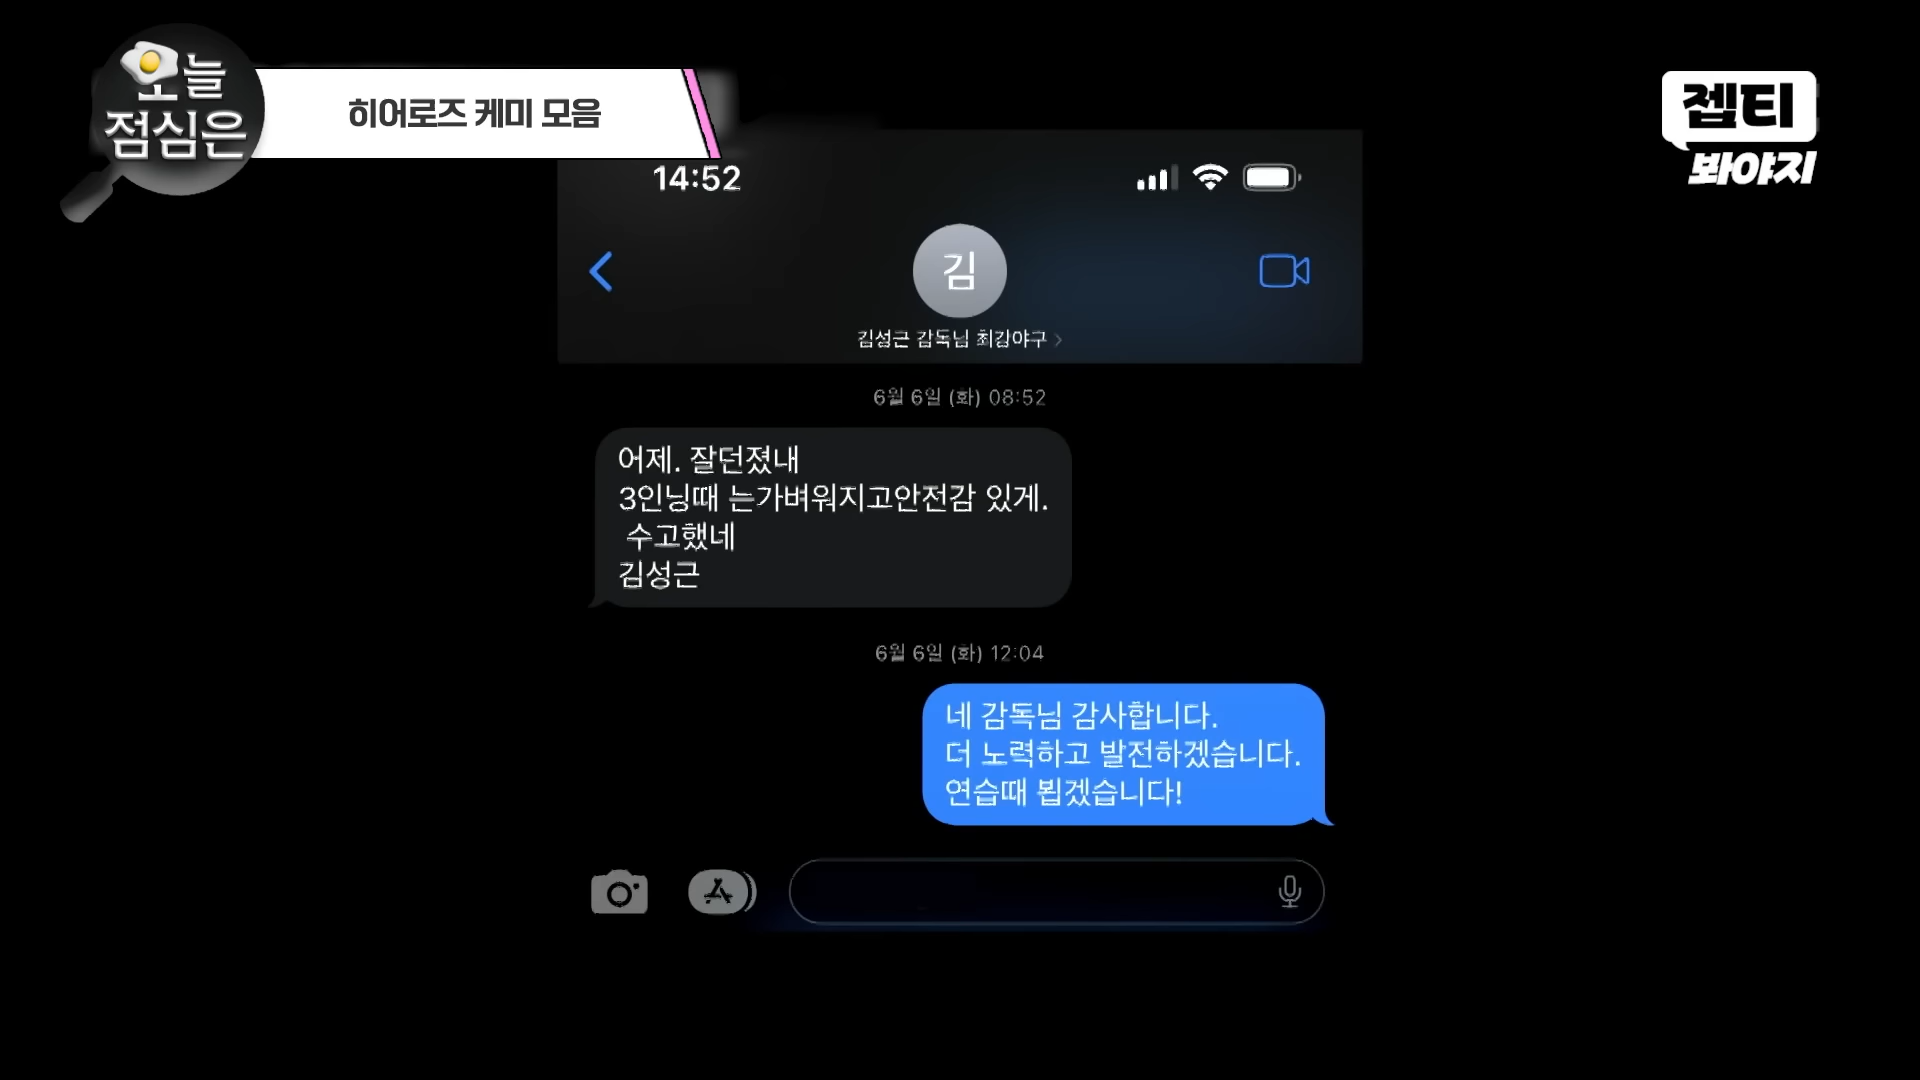 오늘
점심은
히어로즈 케미 모음
젭티
봐야지
14:52
김
김성근 감독님 최강야구
6월 6일 (화) 08:52
어제. 잘던졌내
3인닝때 는가벼워지고안전감 있게.
수고했네
김성근
6월 6일 (화) 12:04
네 감독님 감사합니다.
더 노력하고 발전하겠습니다.
연습때 뵙겠습니다!